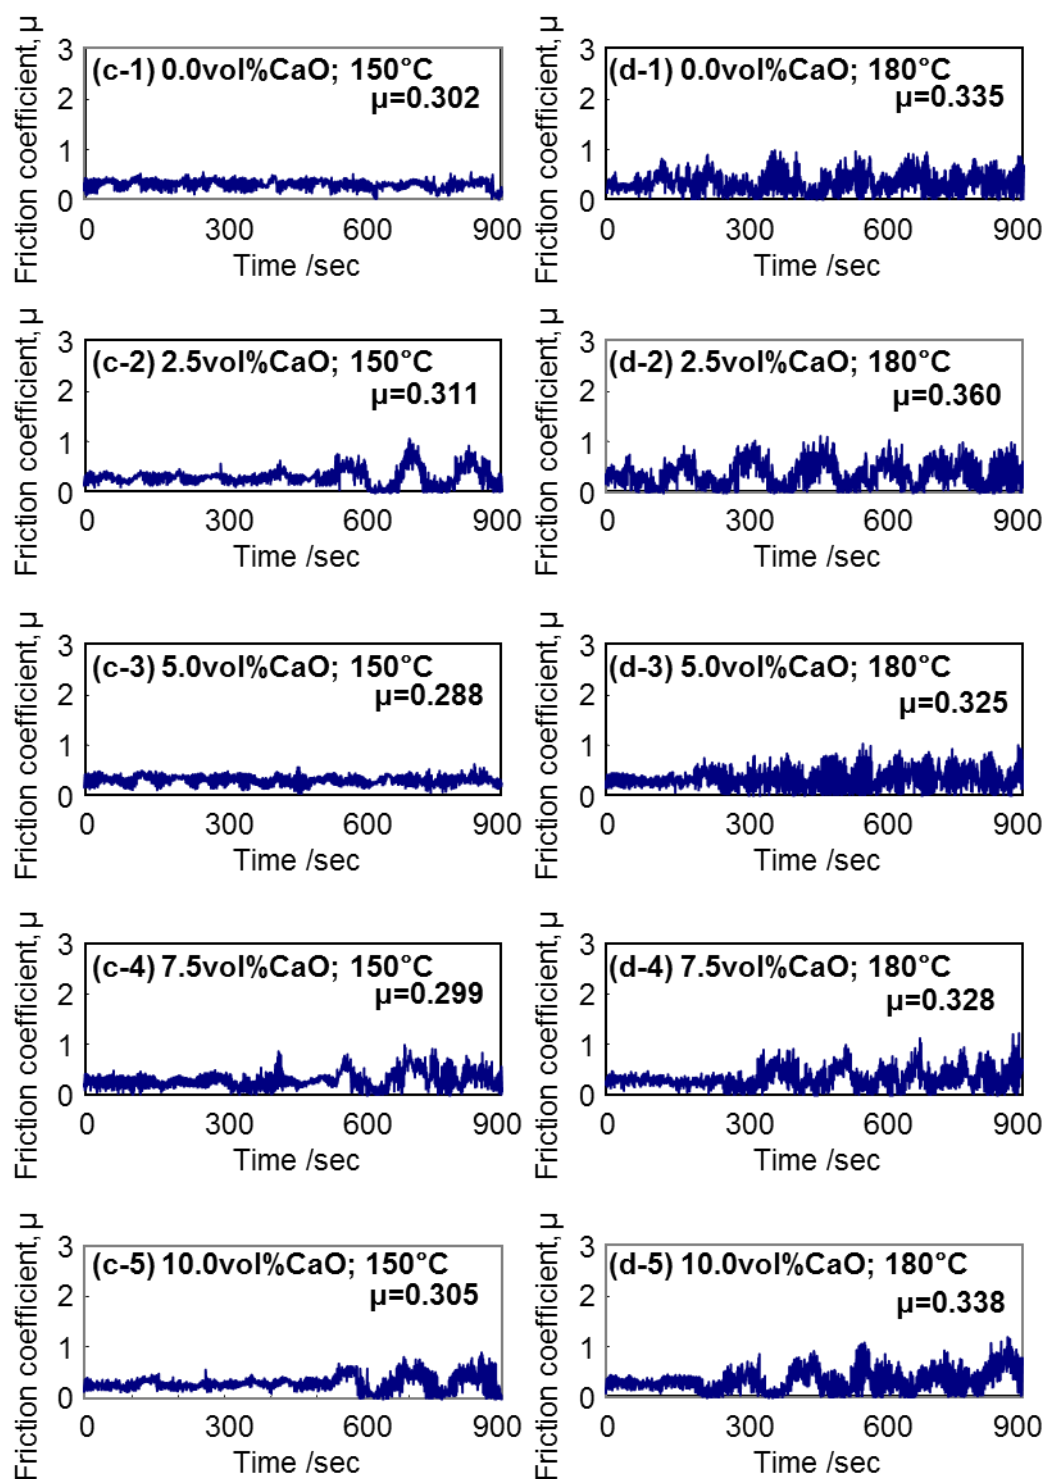 Friction coefficient, μ
3
2
1
0
(c-1) 0.0vol%CaO; 150°C
μ=0.302
0 300 600 900
Time /sec
Friction coefficient, μ
3
2
1
0
(d-1) 0.0vol%CaO; 180°C
μ=0.335
0 300 600 900
Time /sec
Friction coefficient, μ
3
2
1
0
(c-2) 2.5vol%CaO; 150°C
μ=0.311
0 300 600 900
Time /sec
Friction coefficient, μ
3
2
1
0
(d-2) 2.5vol%CaO; 180°C
μ=0.360
0 300 600 900
Time /sec
Friction coefficient, μ
3
2
1
0
(c-3) 5.0vol%CaO; 150°C
μ=0.288
0 300 600 900
Time /sec
Friction coefficient, μ
3
2
1
0
(d-3) 5.0vol%CaO; 180°C
μ=0.325
0 300 600 900
Time /sec
Friction coefficient, μ
3
2
1
0
(c-4) 7.5vol%CaO; 150°C
μ=0.299
0 300 600 900
Time /sec
Friction coefficient, μ
3
2
1
0
(d-4) 7.5vol%CaO; 180°C
μ=0.328
0 300 600 900
Time /sec
Friction coefficient, μ
3
2
1
0
(c-5) 10.0vol%CaO; 150°C
μ=0.305
0 300 600 900
Time /sec
Friction coefficient, μ
3
2
1
0
(d-5) 10.0vol%CaO; 180°C
μ=0.338
0 300 600 900
Time /sec